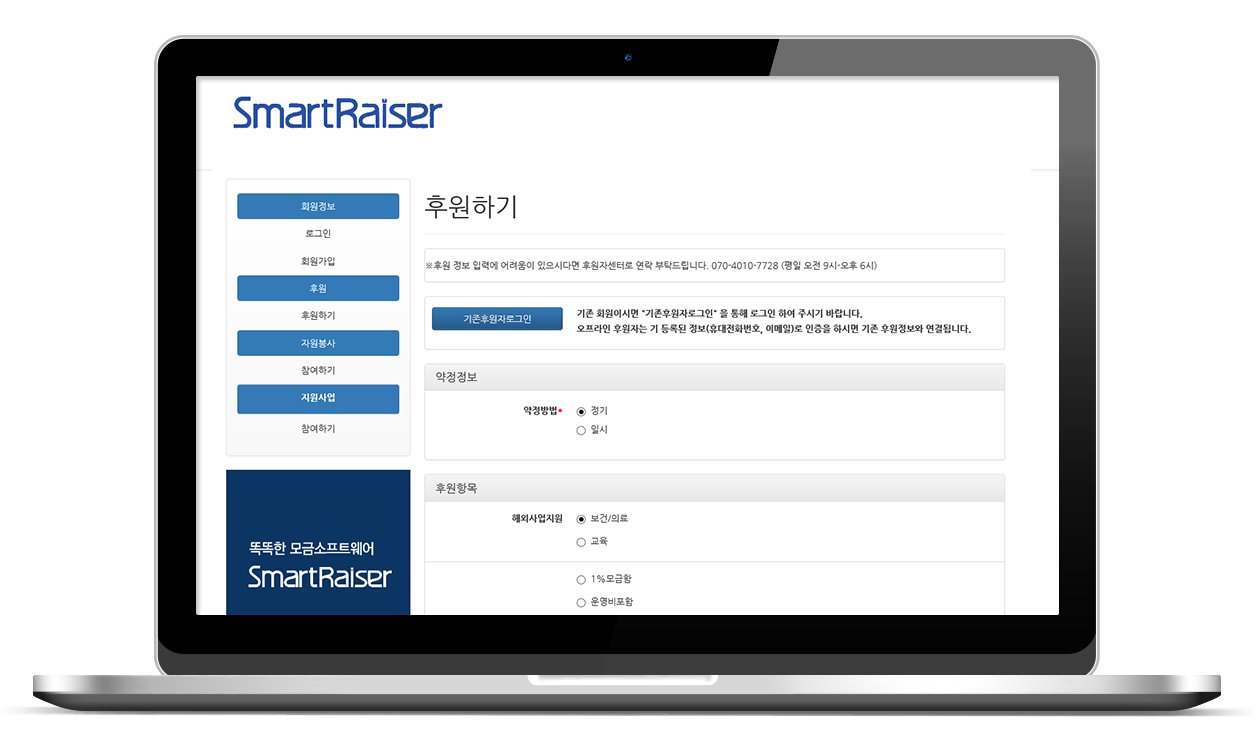 SmartRaiser
회원정보
로그인
회원가입
후원
후원하기
자원봉사
참여하기
지원사업
참여하기
똑똑한 모금소프트웨어
SmartRaiser
후원하기
※후원 정보 입력에 어려움이 있으시다면 후원자센터로 연락 부탁드립니다. 070-4010-7728 (평일 오전 9시-오후 6시)
기존후원자로그인
기존 회원이시면 "기존후원자로그인" 을 통해 로그인 하여 주시기 바랍니다.
오프라인 후원자는 기 등록된 정보(휴대전화번호, 이메일)로 인증을 하시면 기존 후원정보와 연결됩니다.
약정정보
약정방법* 정기
일시
후원항목
해외사업지원 보건/의료
교육
1%모금함
운영비포함